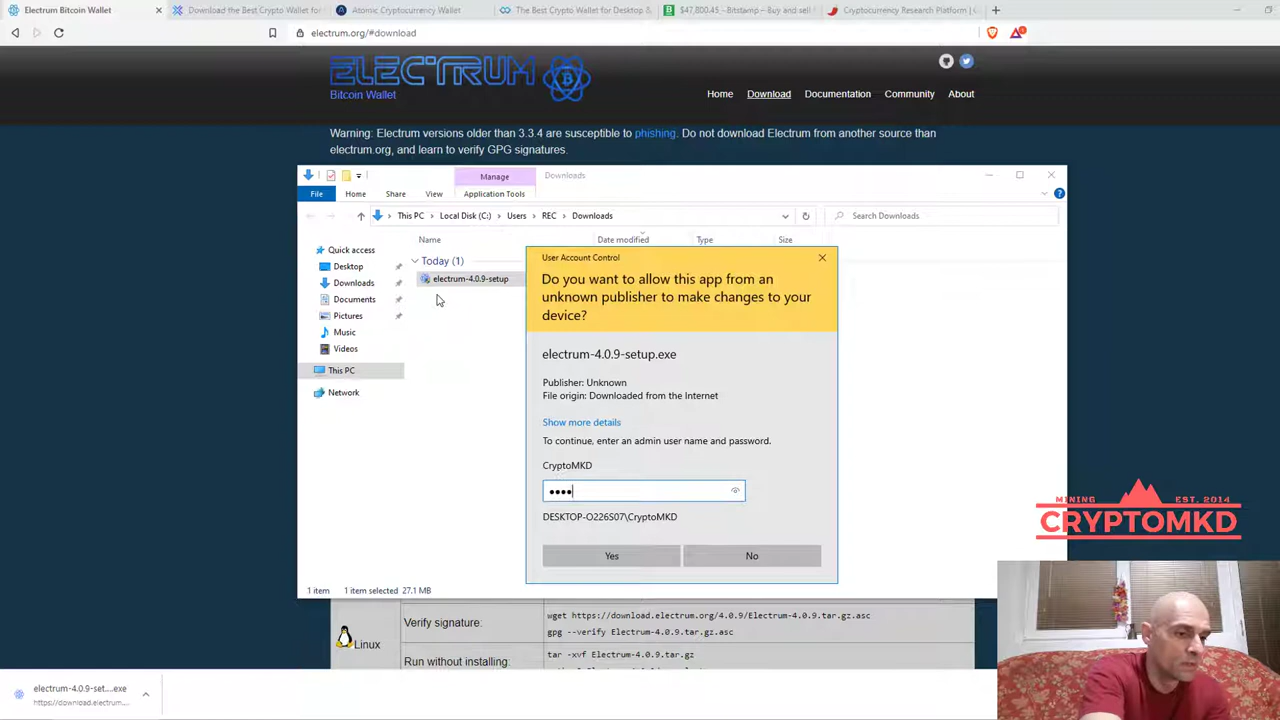 Electrum Bitcoin Wallet
Download the Best Crypto Wallet for
Atomic Cryptocurrency Wallet
The Best Crypto Wallet for Desktop &
$47,800.45 – Bitstamp – Buy and sell
Cryptocurrency Research Platform |
electrum.org/#download
ELECTRUM
Bitcoin Wallet
Home
Download
Documentation
Community
About
Warning: Electrum versions older than 3.3.4 are susceptible to phishing. Do not download Electrum from another source than
electrum.org, and learn to verify GPG signatures.
Manage
Downloads
File
Home
Share
View
Application Tools
This PC
Local Disk (C:)
Users
REC
Downloads
Search Downloads
Name
Date modified
Type
Size
Quick access
Today (1)
Desktop
electrum-4.0.9-setup
Downloads
Documents
Pictures
Music
Videos
This PC
Network
User Account Control
Do you want to allow this app from an
unknown publisher to make changes to your
device?
electrum-4.0.9-setup.exe
Publisher: Unknown
File origin: Downloaded from the Internet
Show more details
To continue, enter an admin user name and password.
CryptoMKD
••••
DESKTOP-O226S07\CryptoMKD
Yes
No
MINING
EST. 2014
CRYPTOMKD
1 item
1 item selected 27.1 MB
Verify signature:
wget https://download.electrum.org/4.0.9/Electrum-4.0.9.tar.gz.asc
gpg --verify Electrum-4.0.9.tar.gz.asc
Linux
Run without installing:
tar -xvf Electrum-4.0.9.tar.gz
electrum-4.0.9-set....exe
https://download.electrum....